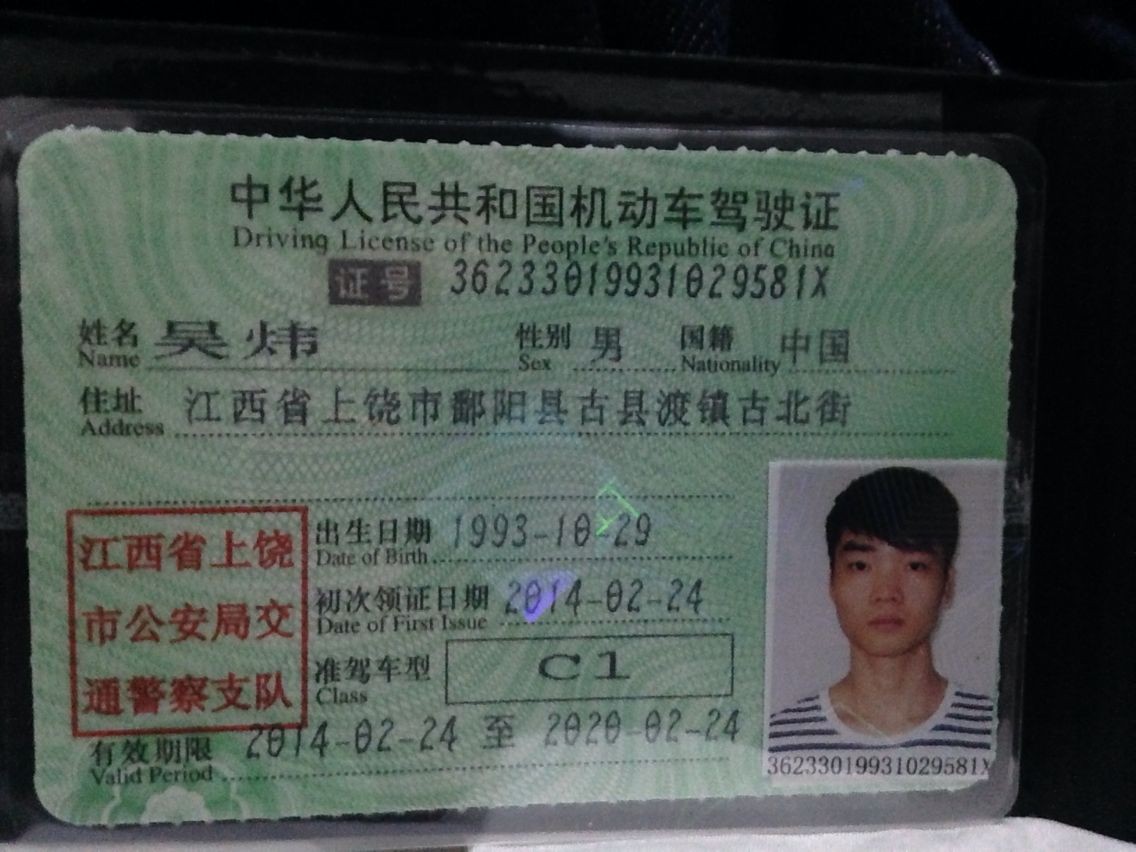 中华人民共和国机动车驾驶证
Driving License of the People's Republic of China
证号 36233019931029581X
姓名 吴炜 性别 男 国籍 中国
Name Sex Nationality
住址 江西省上饶市鄱阳县古县渡镇古北街
Address
江西省上饶
市公安局交
通警察支队
出生日期 1993-10-29
Date of Birth
初次领证日期 2014-02-24
Date of First Issue
准驾车型 C1
Class
有效期限 2014-02-24 至 2020-02-24
Valid Period
36233019931029581X